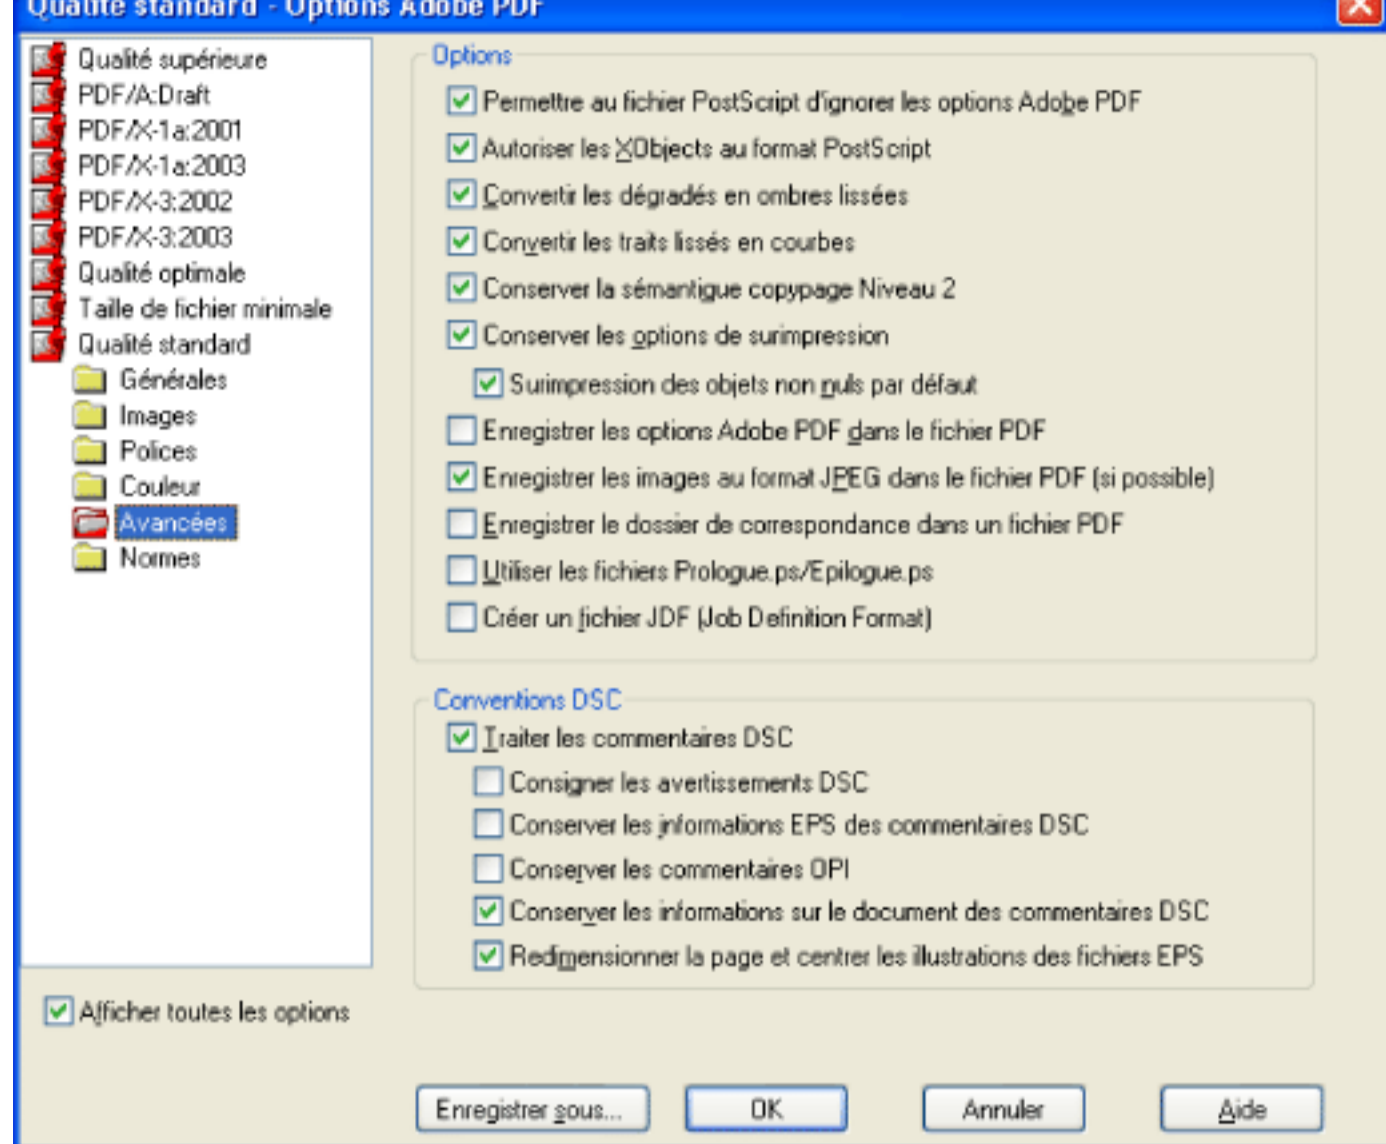 Qualité standard - Options Adobe PDF
Qualité supérieure
PDF/A:Draft
PDF/X-1a:2001
PDF/X-1a:2003
PDF/X-3:2002
PDF/X-3:2003
Qualité optimale
Taille de fichier minimale
Qualité standard
Générales
Images
Polices
Couleur
Avancées
Normes
Afficher toutes les options
Options
Permettre au fichier PostScript d'ignorer les options Adobe PDF
Autoriser les XObjects au format PostScript
Convertir les dégradés en ombres lissées
Convertir les traits lissés en courbes
Conserver la sémantigue copypage Niveau 2
Conserver les options de surimpression
Surimpression des objets non nuls par défaut
Enregistrer les options Adobe PDF dans le fichier PDF
Enregistrer les images au format JPEG dans le fichier PDF (si possible)
Enregistrer le dossier de correspondance dans un fichier PDF
Utiliser les fichiers Prologue.ps/Epilogue.ps
Créer un fichier JDF (Job Definition Format)
Conventions DSC
Traiter les commentaires DSC
Consigner les avertissements DSC
Conserver les informations EPS des commentaires DSC
Conserver les commentaires OPI
Conserver les informations sur le document des commentaires DSC
Redimensionner la page et centrer les illustrations des fichiers EPS
Enregistrer sous...
OK
Annuler
Aide